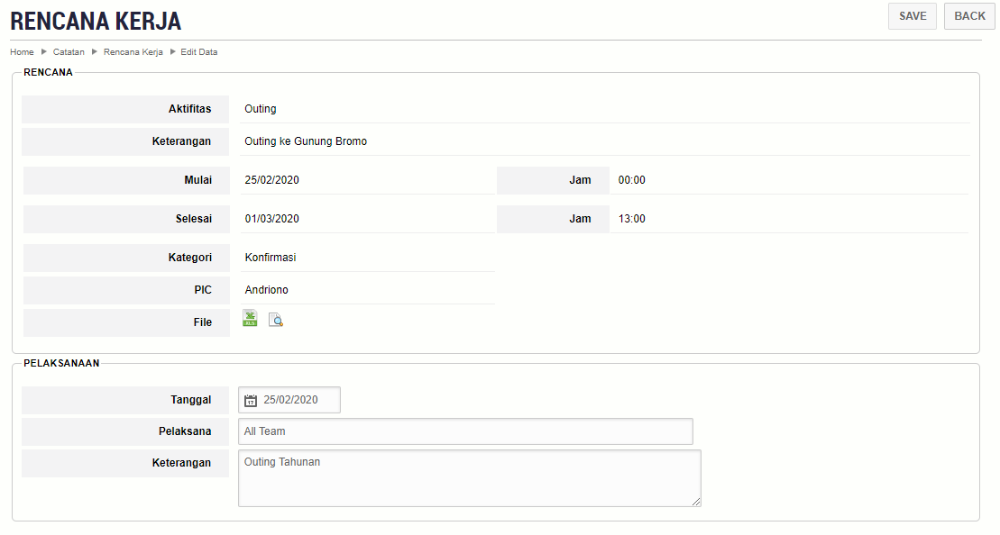 RENCANA KERJA
SAVE BACK
Home Catatan Rencana Kerja Edit Data
RENCANA
Aktifitas Outing
Keterangan Outing ke Gunung Bromo
Mulai 25/02/2020 Jam 00:00
Selesai 01/03/2020 Jam 13:00
Kategori Konfirmasi
PIC Andriono
File XLS
PELAKSANAAN
Tanggal 17 25/02/2020
Pelaksana All Team
Keterangan Outing Tahunan